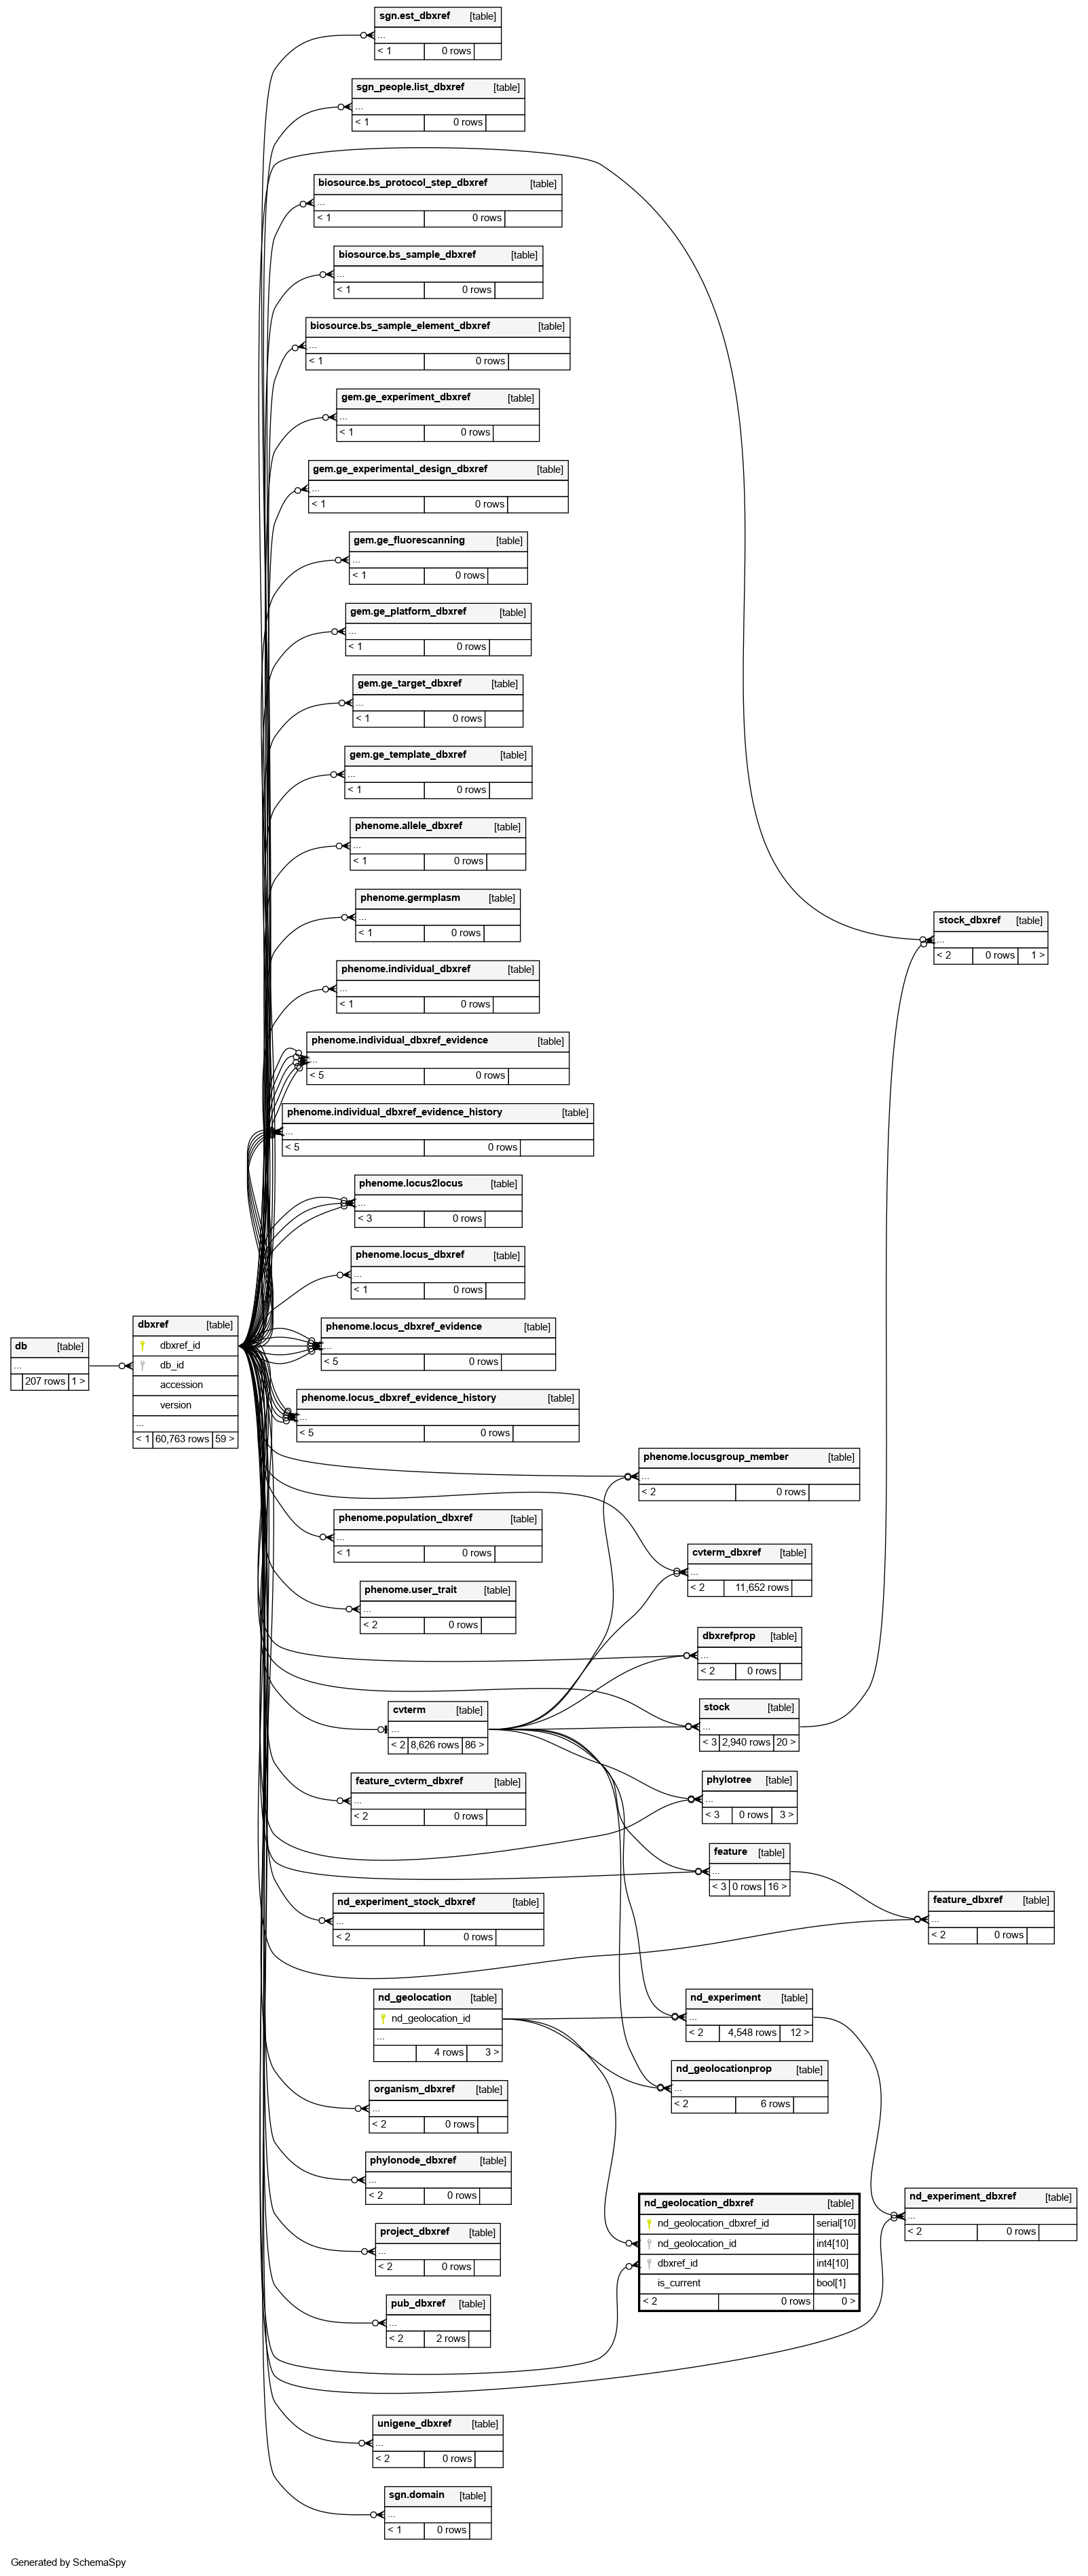 sgn.est_dbxref [table]
...
< 1 0 rows
sgn_people.list_dbxref [table]
...
< 1 0 rows
biosource.bs_protocol_step_dbxref [table]
...
< 1 0 rows
biosource.bs_sample_dbxref [table]
...
< 1 0 rows
biosource.bs_sample_element_dbxref [table]
...
< 1 0 rows
gem.ge_experiment_dbxref [table]
...
< 1 0 rows
gem.ge_experimental_design_dbxref [table]
...
< 1 0 rows
gem.ge_fluorescanning [table]
...
< 1 0 rows
gem.ge_platform_dbxref [table]
...
< 1 0 rows
gem.ge_target_dbxref [table]
...
< 1 0 rows
gem.ge_template_dbxref [table]
...
< 1 0 rows
phenome.allele_dbxref [table]
...
< 1 0 rows
phenome.germplasm [table]
...
< 1 0 rows
stock_dbxref [table]
...
< 2 0 rows 1 >
phenome.individual_dbxref [table]
...
< 1 0 rows
phenome.individual_dbxref_evidence [table]
...
< 5 0 rows
phenome.individual_dbxref_evidence_history [table]
...
< 5 0 rows
phenome.locus2locus [table]
...
< 3 0 rows
phenome.locus_dbxref [table]
...
< 1 0 rows
db [table]
...
207 rows 1 >
dbxref [table]
dbxref_id
db_id
accession
version
...
< 1 60,763 rows 59 >
phenome.locus_dbxref_evidence [table]
...
< 5 0 rows
phenome.locus_dbxref_evidence_history [table]
...
< 5 0 rows
phenome.locusgroup_member [table]
...
< 2 0 rows
phenome.population_dbxref [table]
...
< 1 0 rows
cvterm_dbxref [table]
...
< 2 11,652 rows
phenome.user_trait [table]
...
< 2 0 rows
dbxrefprop [table]
...
< 2 0 rows
cvterm [table]
...
< 2 8,626 rows 86 >
stock [table]
...
< 3 2,940 rows 20 >
feature_cvterm_dbxref [table]
...
< 2 0 rows
phylotree [table]
...
< 3 0 rows 3 >
feature [table]
...
< 3 0 rows 16 >
nd_experiment_stock_dbxref [table]
...
< 2 0 rows
feature_dbxref [table]
...
< 2 0 rows
nd_geolocation [table]
nd_geolocation_id
...
4 rows 3 >
nd_experiment [table]
...
< 2 4,548 rows 12 >
nd_geolocationprop [table]
...
< 2 6 rows
organism_dbxref [table]
...
< 2 0 rows
phylonode_dbxref [table]
...
< 2 0 rows
nd_geolocation_dbxref [table]
nd_geolocation_dbxref_id serial[10]
nd_geolocation_id int4[10]
dbxref_id int4[10]
is_current bool[1]
< 2 0 rows 0 >
nd_experiment_dbxref [table]
...
< 2 0 rows
project_dbxref [table]
...
< 2 0 rows
pub_dbxref [table]
...
< 2 2 rows
unigene_dbxref [table]
...
< 2 0 rows
sgn.domain [table]
...
< 1 0 rows
Generated by SchemaSpy